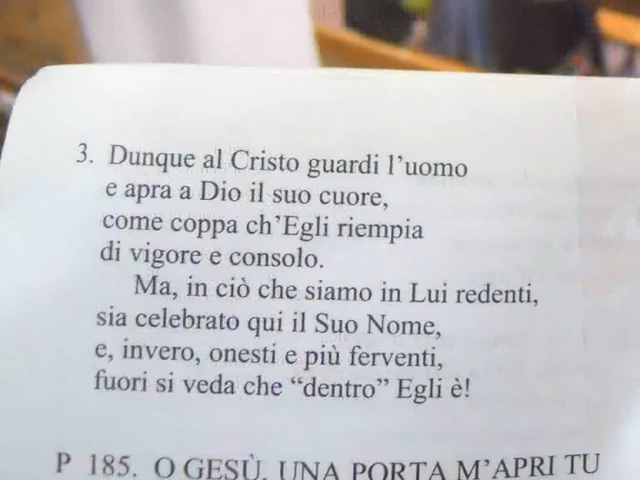 3. Dunque al Cristo guardi l’uomo
e apra a Dio il suo cuore,
come coppa ch’Egli riempia
di vigore e consolo.
Ma, in ciò che siamo in Lui redenti,
sia celebrato qui il Suo Nome,
e, invero, onesti e più ferventi,
fuori si veda che “dentro” Egli è!
P 185. O GESÙ, UNA PORTA M’APRI TU